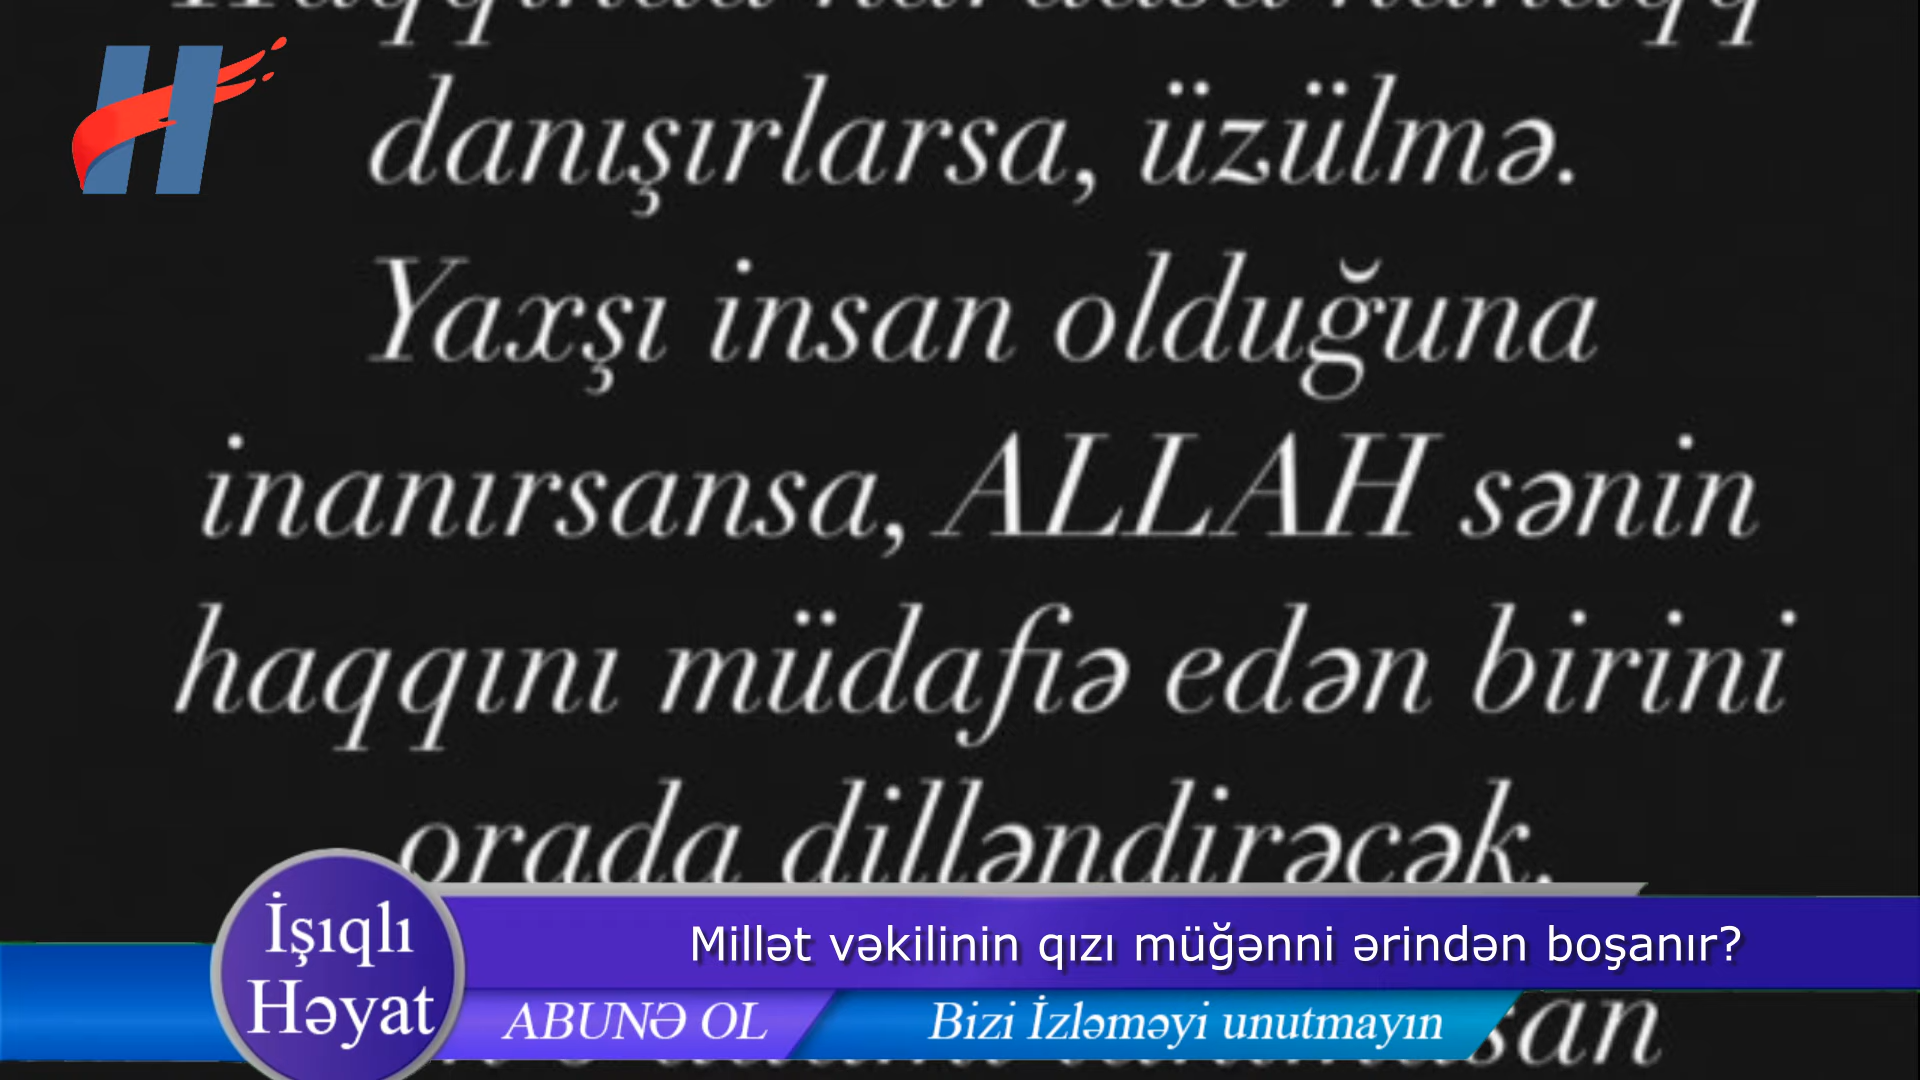 danışırlarsa, üzülmə.
Yaxşı insan olduğuna
inanırsansa, ALLAH sənin
haqqını müdafiə edən birini
orada dilləndirəcək.
Millət vəkilinin qızı müğənni ərindən boşanır?
İşıqlı
Həyat
ABUNƏ OL
Bizi İzləməyi unutmayın